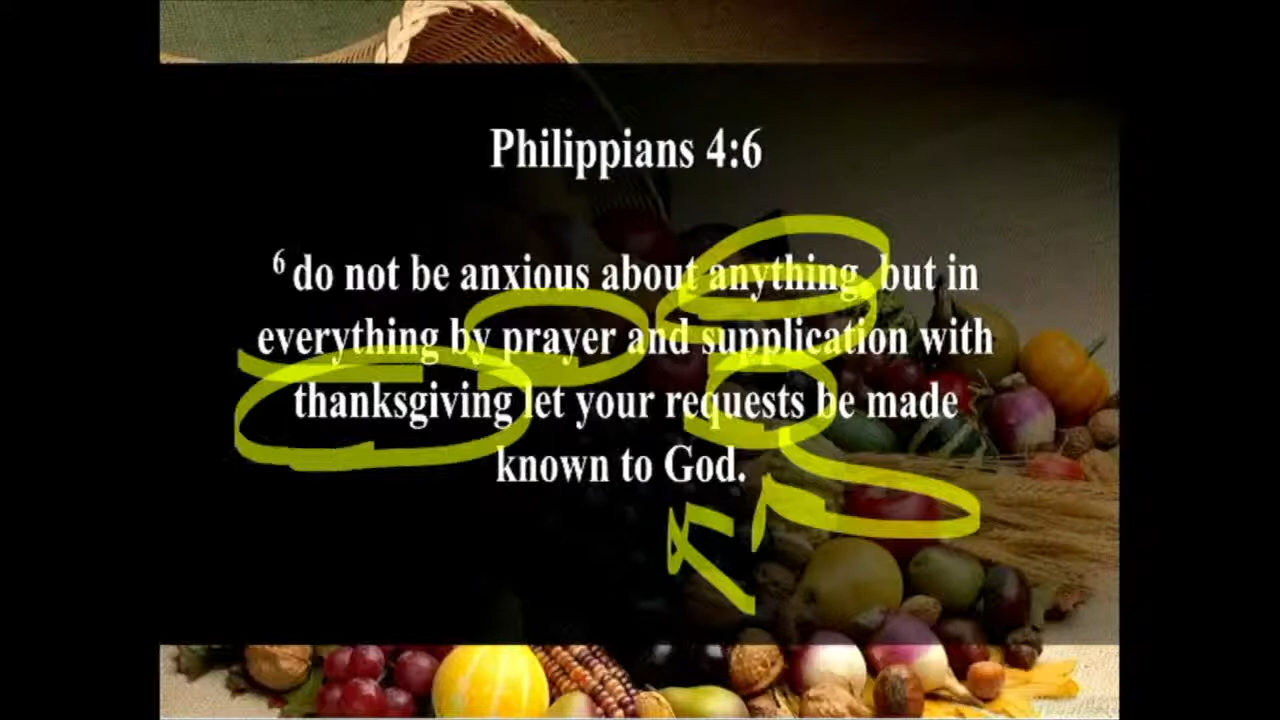 Philippians 4:6
6 do not be anxious about anything, but in
everything by prayer and supplication with
thanksgiving let your requests be made
known to God.